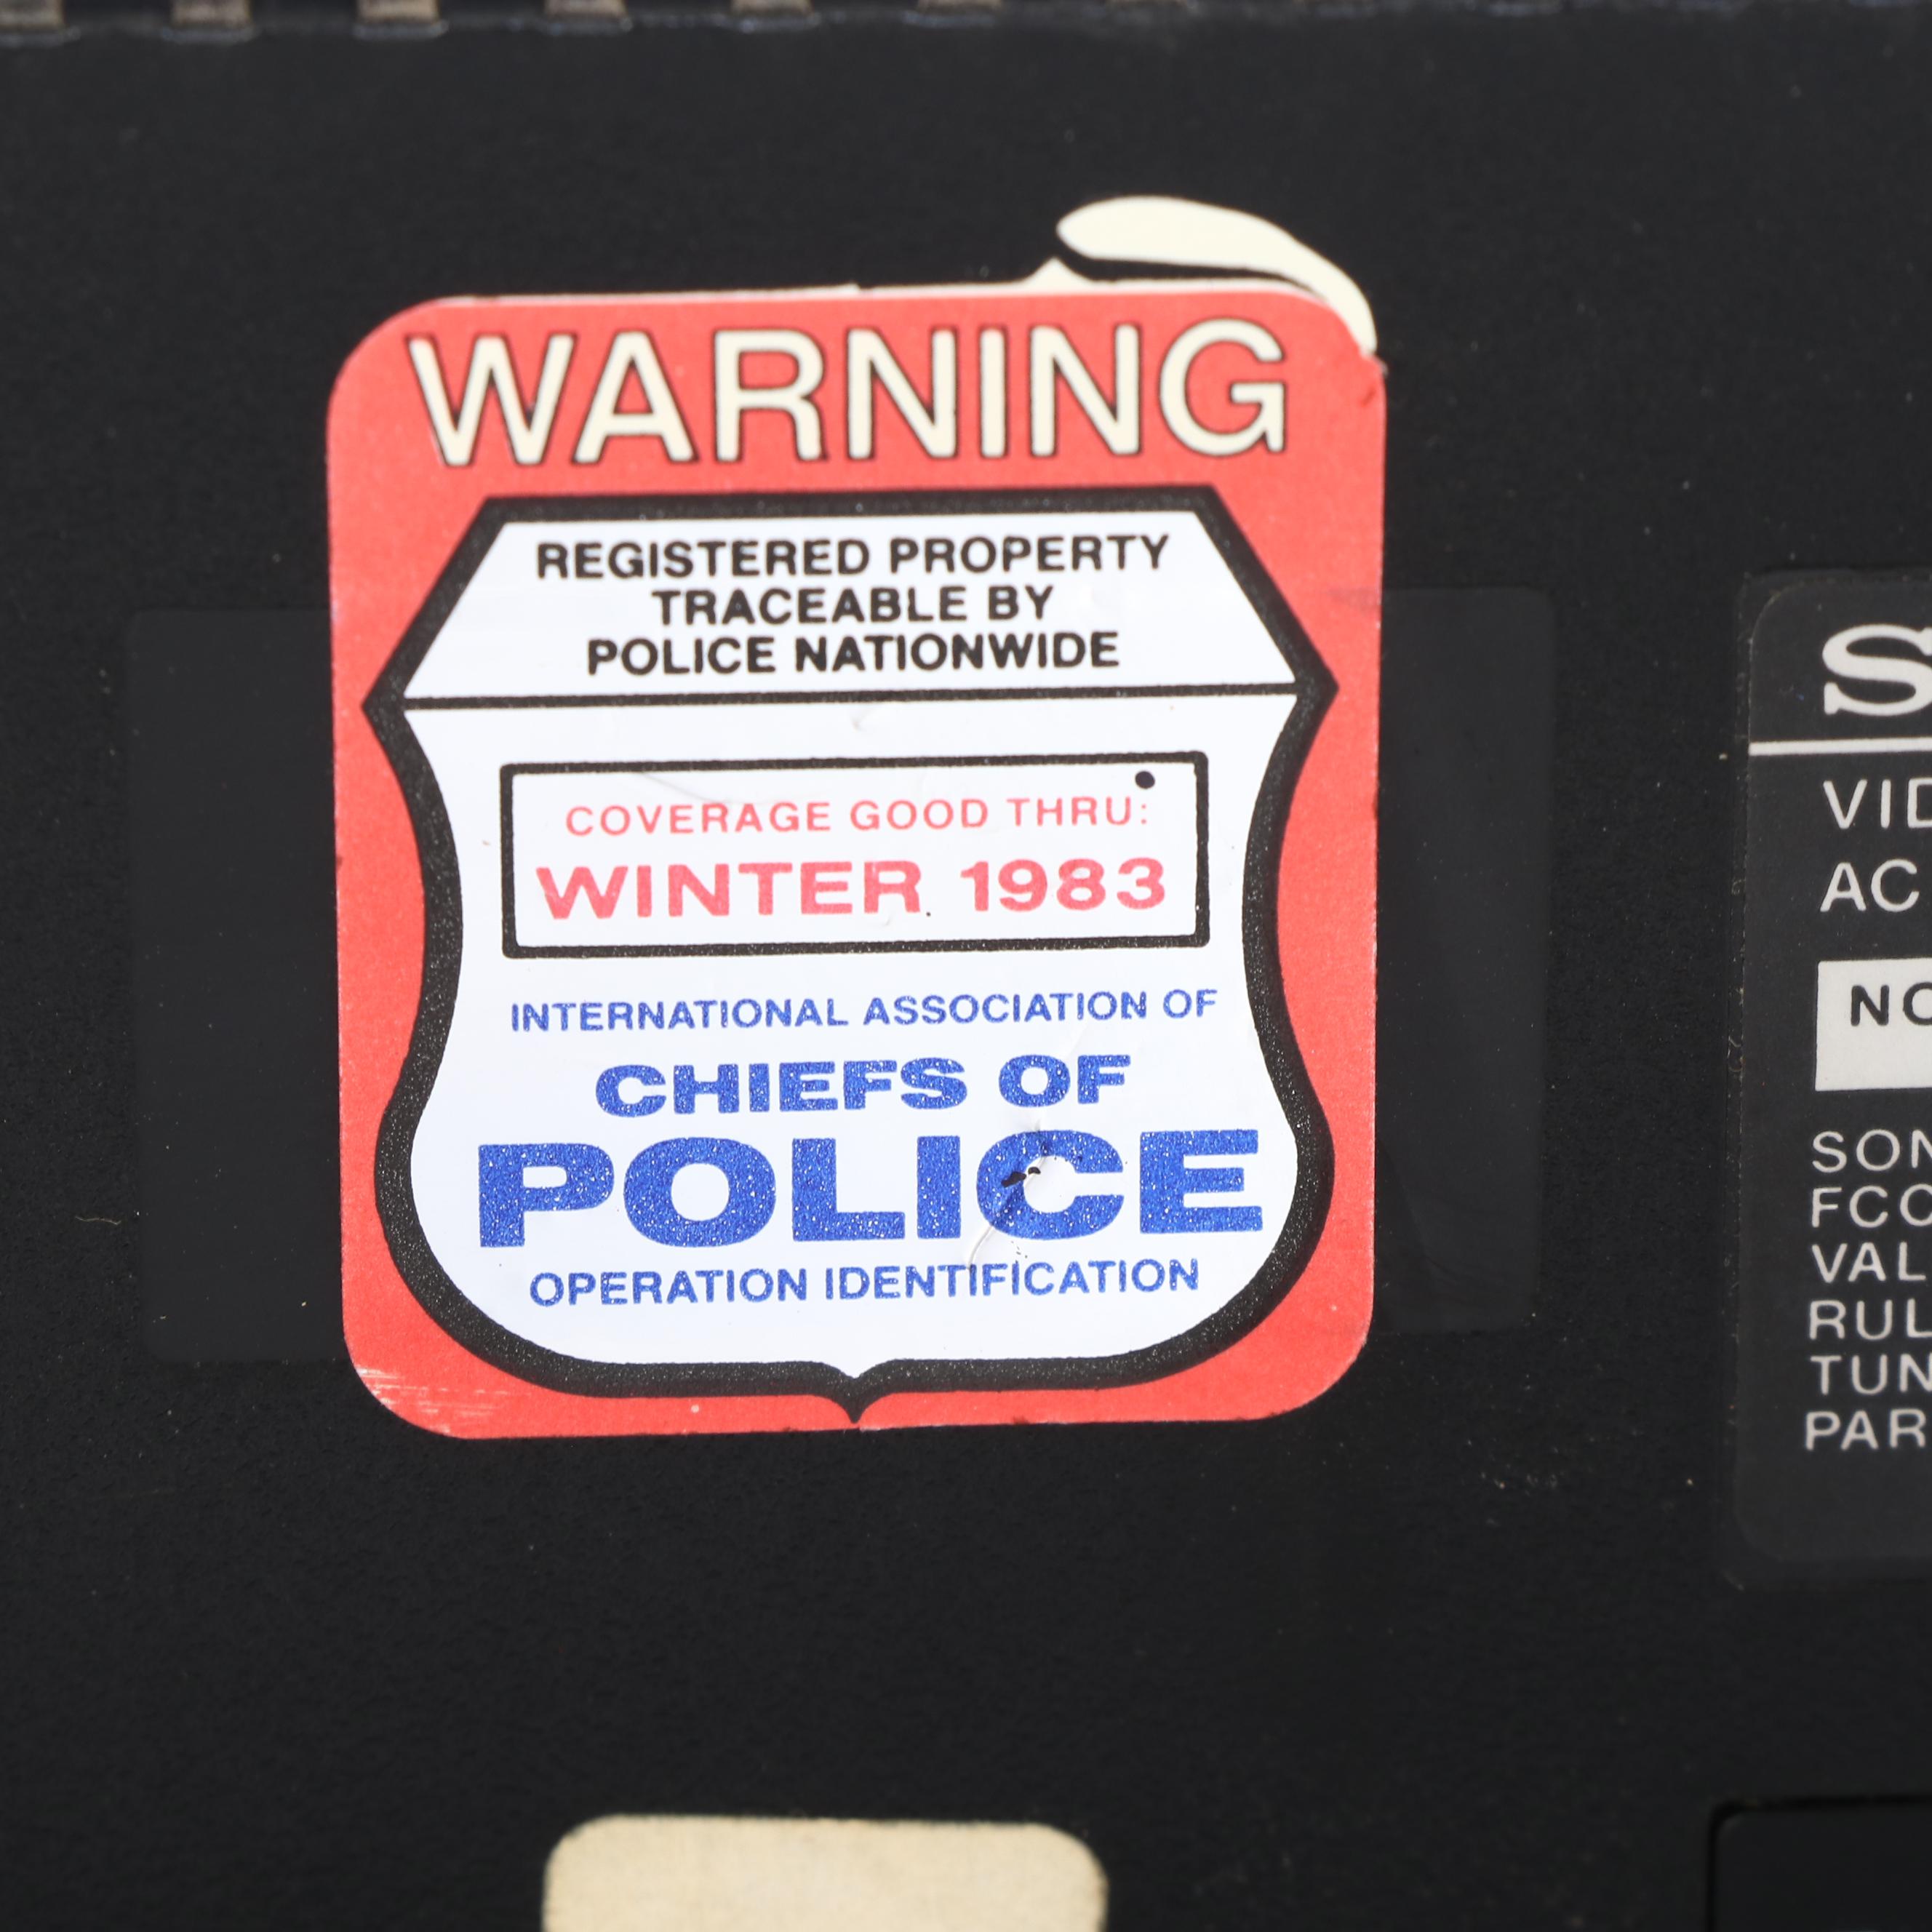 WARNING
REGISTERED PROPERTY
TRACEABLE BY
POLICE NATIONWIDE
COVERAGE GOOD THRU:
WINTER 1983
INTERNATIONAL ASSOCIATION OF
CHIEFS OF
POLICE
OPERATION IDENTIFICATION
AC